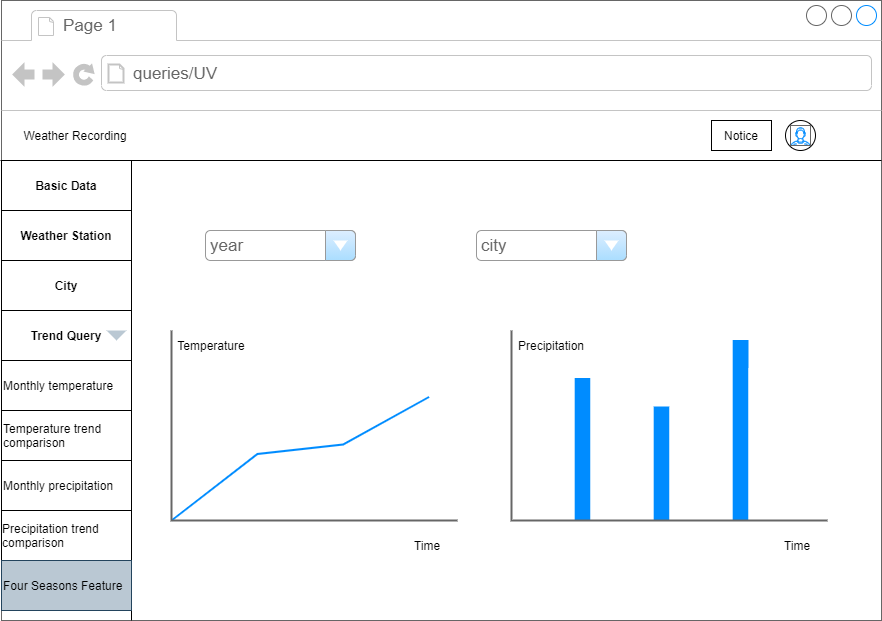 Page 1
queries/UV
Weather Recording
Notice
Basic Data
Weather Station
City
Trend Query
Monthly temperature
Temperature trend
comparison
Monthly precipitation
Precipitation trend
comparison
Four Seasons Feature
year
city
Temperature
Time
Precipitation
Time